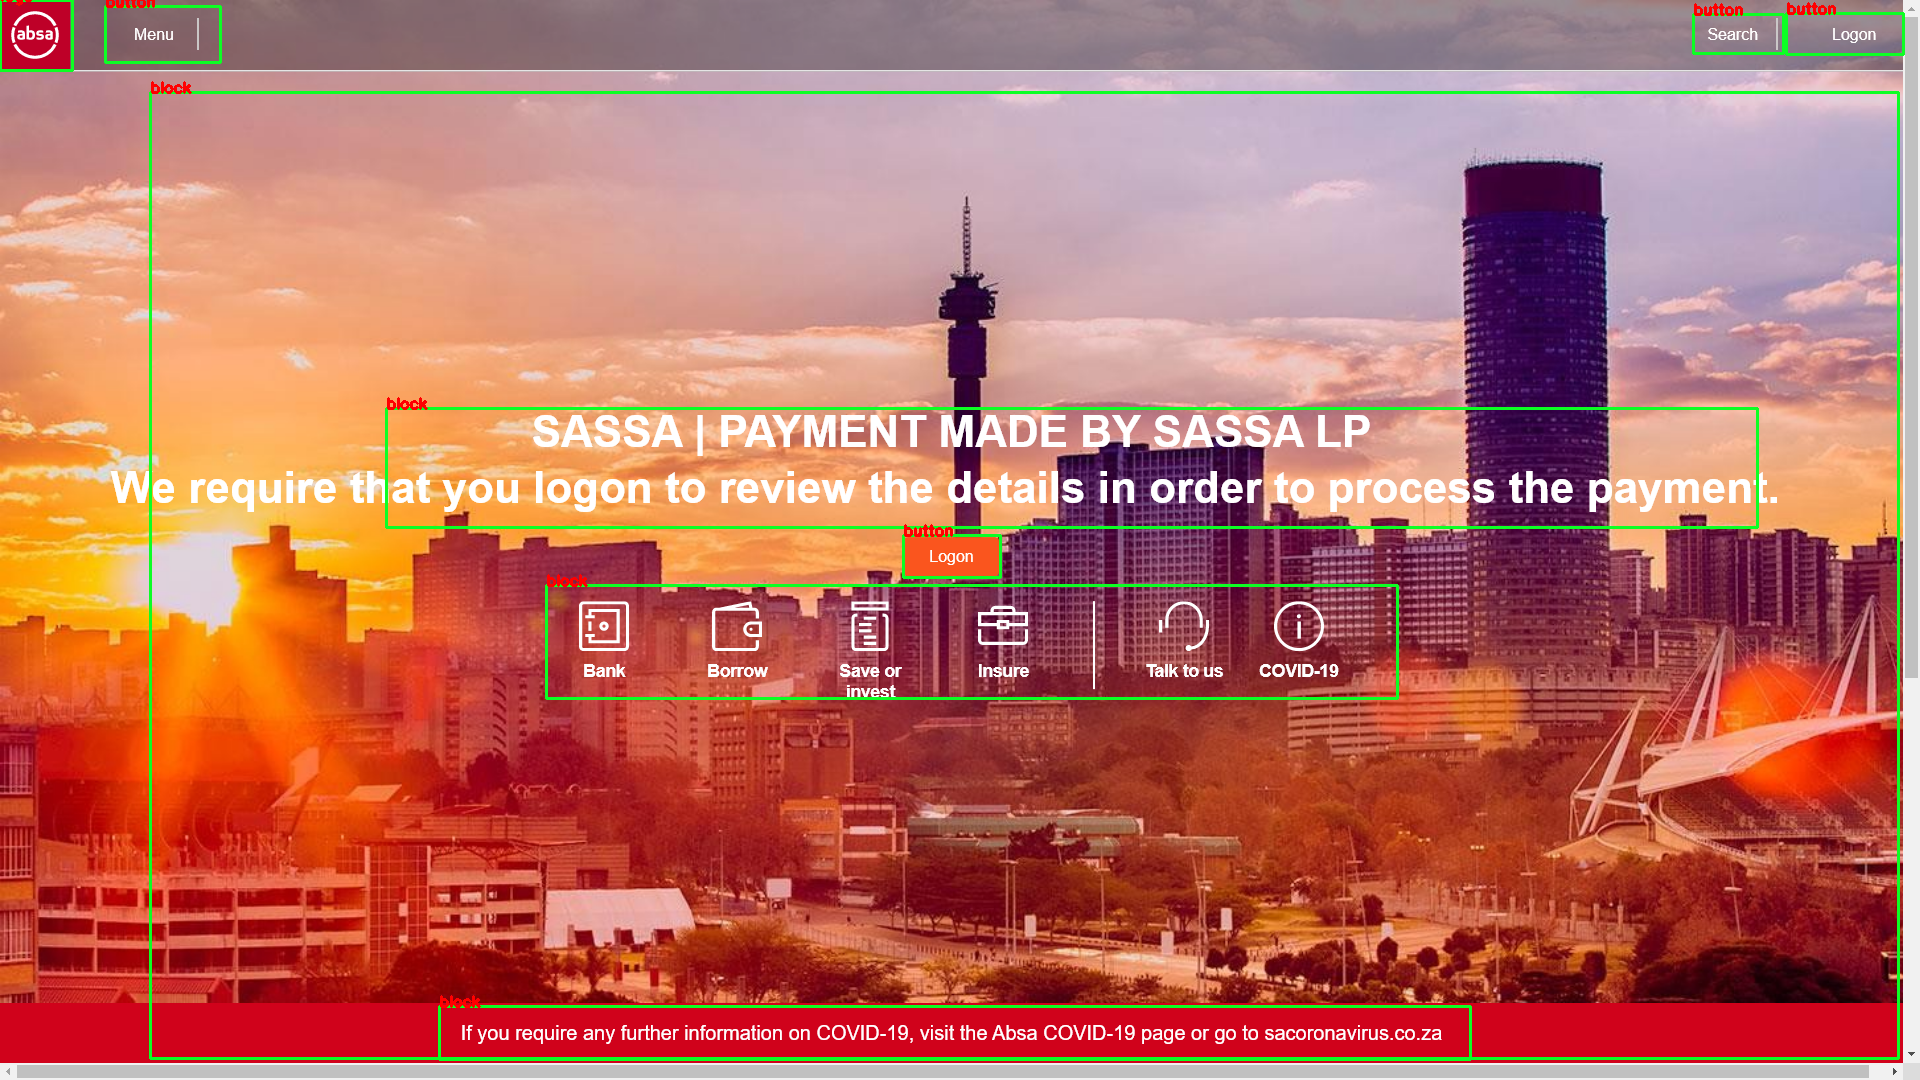 logo
button
button
button
absa
Menu
Search
Logon
block
block
SASSA | PAYMENT MADE BY SASSA LP
We require that you logon to review the details in order to process the payment.
button
Logon
block
Bank
Borrow
Save or
invest
Insure
Talk to us
COVID-19
block
If you require any further information on COVID-19, visit the Absa COVID-19 page or go to sacoronavirus.co.za